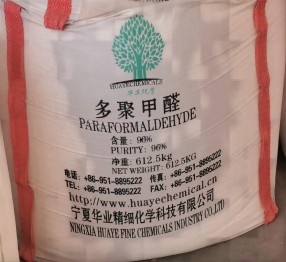 HUAYECHEMICALS
华业化学
多聚甲醛
PARAFORMALDEHYDE
含量: 96%
PURITY: 96%
净重: 612.5kg
NET WEIGHT: 612.5KG
电话: +86-951-8895222 传真: +86-951-8895222
TEL: +86-951-8895222 FAX: +86-951-8895222
http://www.huayechemical.cn
宁夏华业精细化学科技有限公司
NINGXIA HUAYE FINE CHEMICALS INDUSTRY CO.LTD